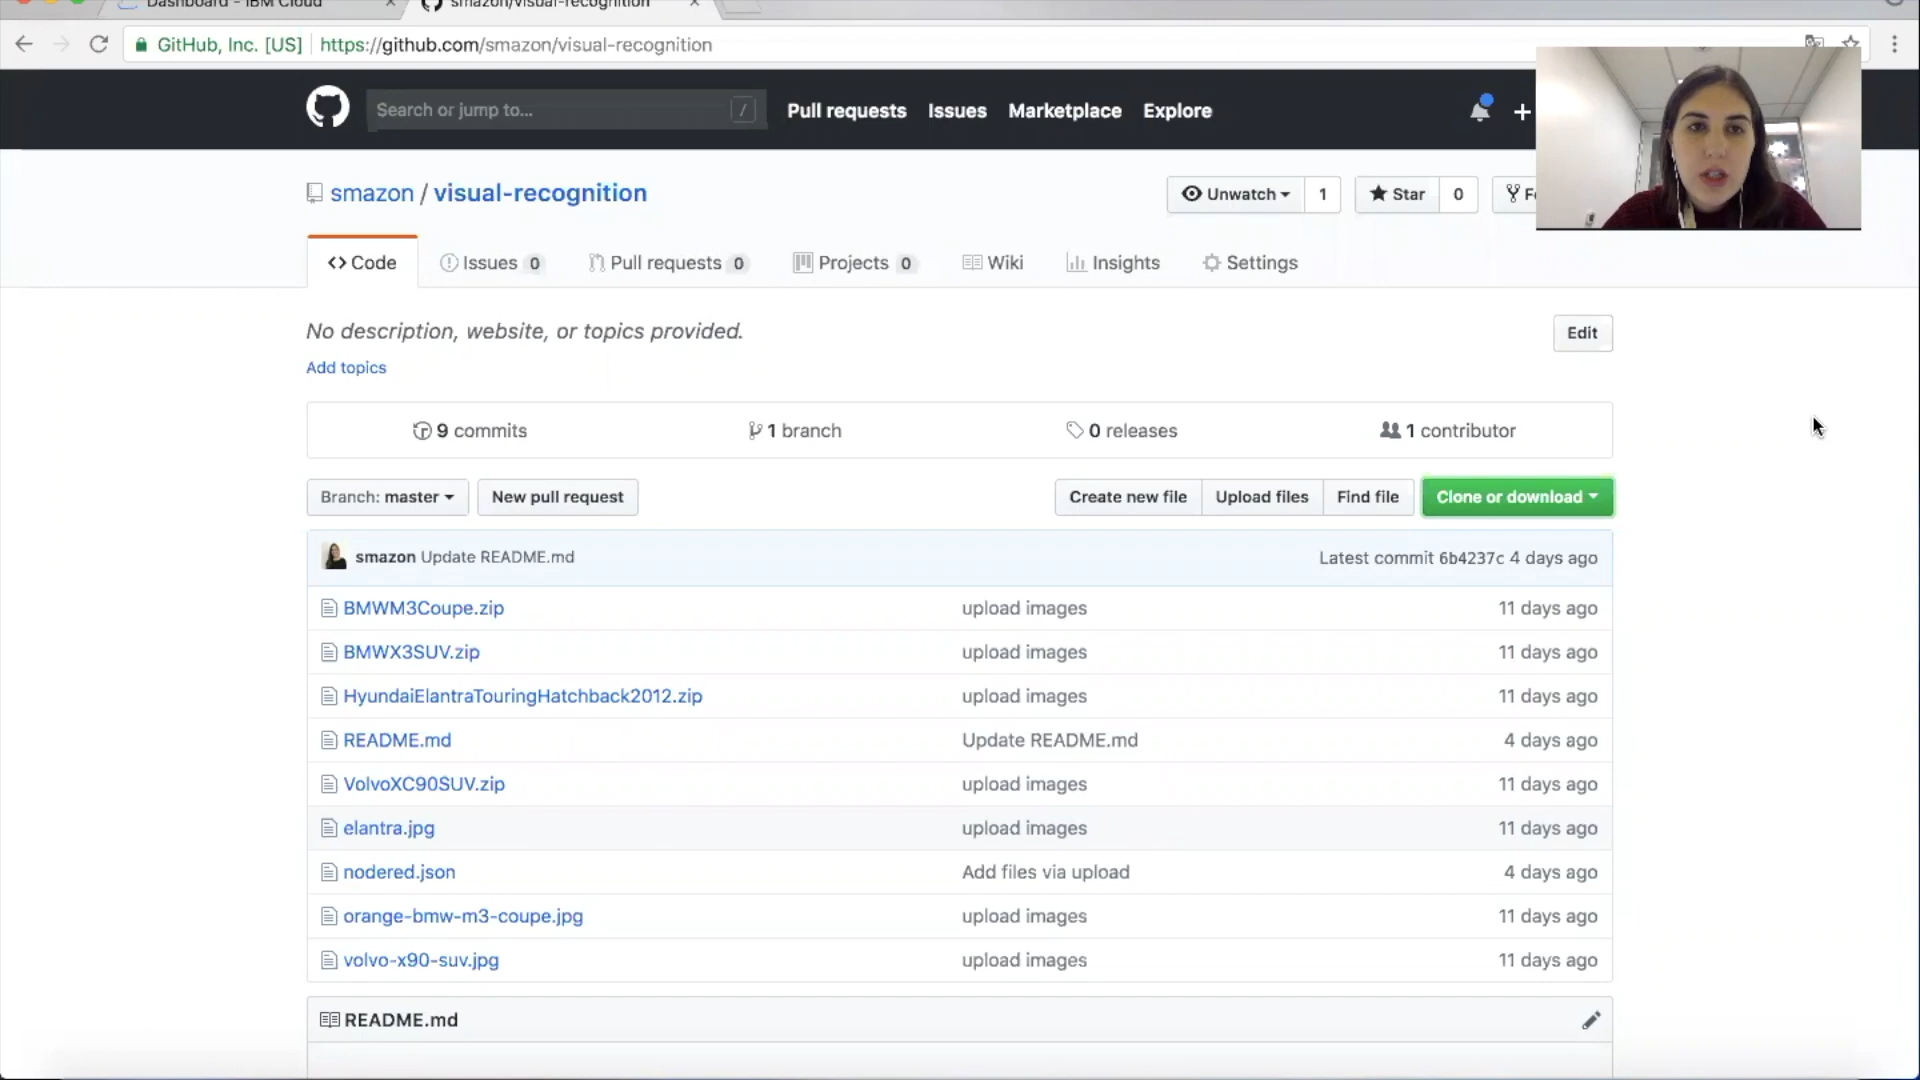 Dashboard - IBM Cloud
smazon/visual-recognition
GitHub, Inc. [US] https://github.com/smazon/visual-recognition
Search or jump to... /
Pull requests Issues Marketplace Explore
smazon / visual-recognition
Unwatch 1 Star 0
Code Issues 0 Pull requests 0 Projects 0 Wiki Insights Settings
No description, website, or topics provided.
Edit
Add topics
9 commits 1 branch 0 releases 1 contributor
Branch: master New pull request Create new file Upload files Find file Clone or download
smazon Update README.md Latest commit 6b4237c 4 days ago
BMWM3Coupe.zip upload images 11 days ago
BMWX3SUV.zip upload images 11 days ago
HyundaiElantraTouringHatchback2012.zip upload images 11 days ago
README.md Update README.md 4 days ago
VolvoXC90SUV.zip upload images 11 days ago
elantra.jpg upload images 11 days ago
nodered.json Add files via upload 4 days ago
orange-bmw-m3-coupe.jpg upload images 11 days ago
volvo-x90-suv.jpg upload images 11 days ago
README.md